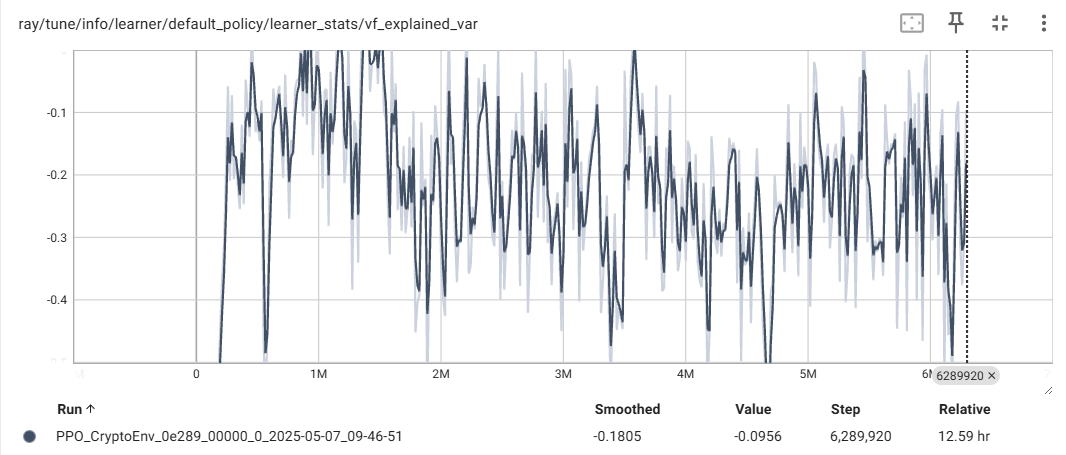 ray/tune/info/learner/default_policy/learner_stats/vf_explained_var
-0.1
-0.2
-0.3
-0.4
0 1M 2M 3M 4M 5M 6M
6289920 ×
Run ↑ Smoothed Value Step Relative
PPO_CryptoEnv_0e289_00000_0_2025-05-07_09-46-51 -0.1805 -0.0956 6,289,920 12.59 hr